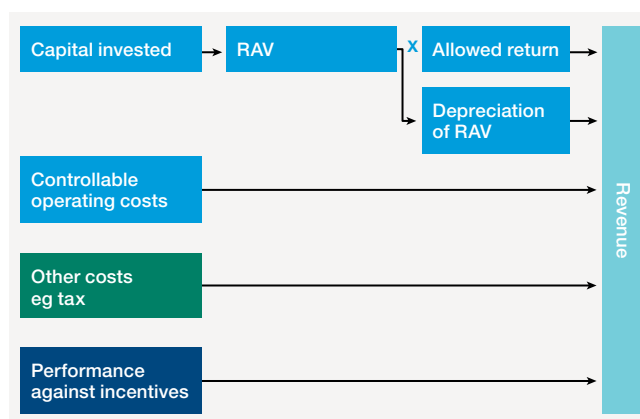 Capital invested
RAV
x
Allowed return
Depreciation
of RAV
Controllable
operating costs
Other costs
eg tax
Performance
against incentives
Revenue